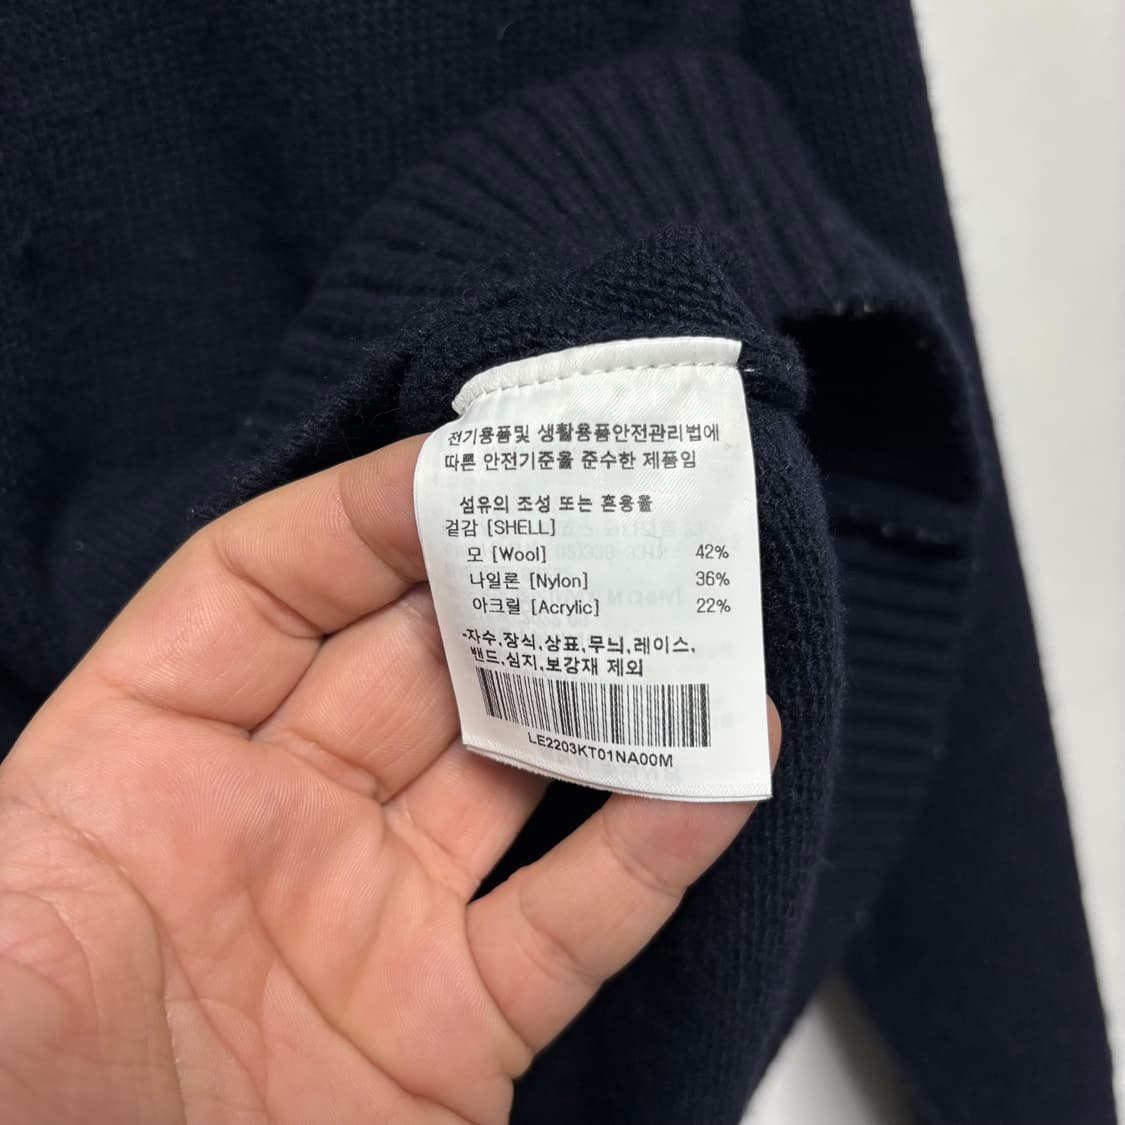 전기용품및 생활용품안전관리법에
따른 안전기준을 준수한 제품임
섬유의 조성 또는 혼용율
겉감 [SHELL]
모 [Wool] 42%
나일론 [Nylon] 36%
아크릴 [Acrylic] 22%
-자수,장식,상표,무늬,레이스,
밴드,심지,보강재 제외
LE2203KT01NA00M